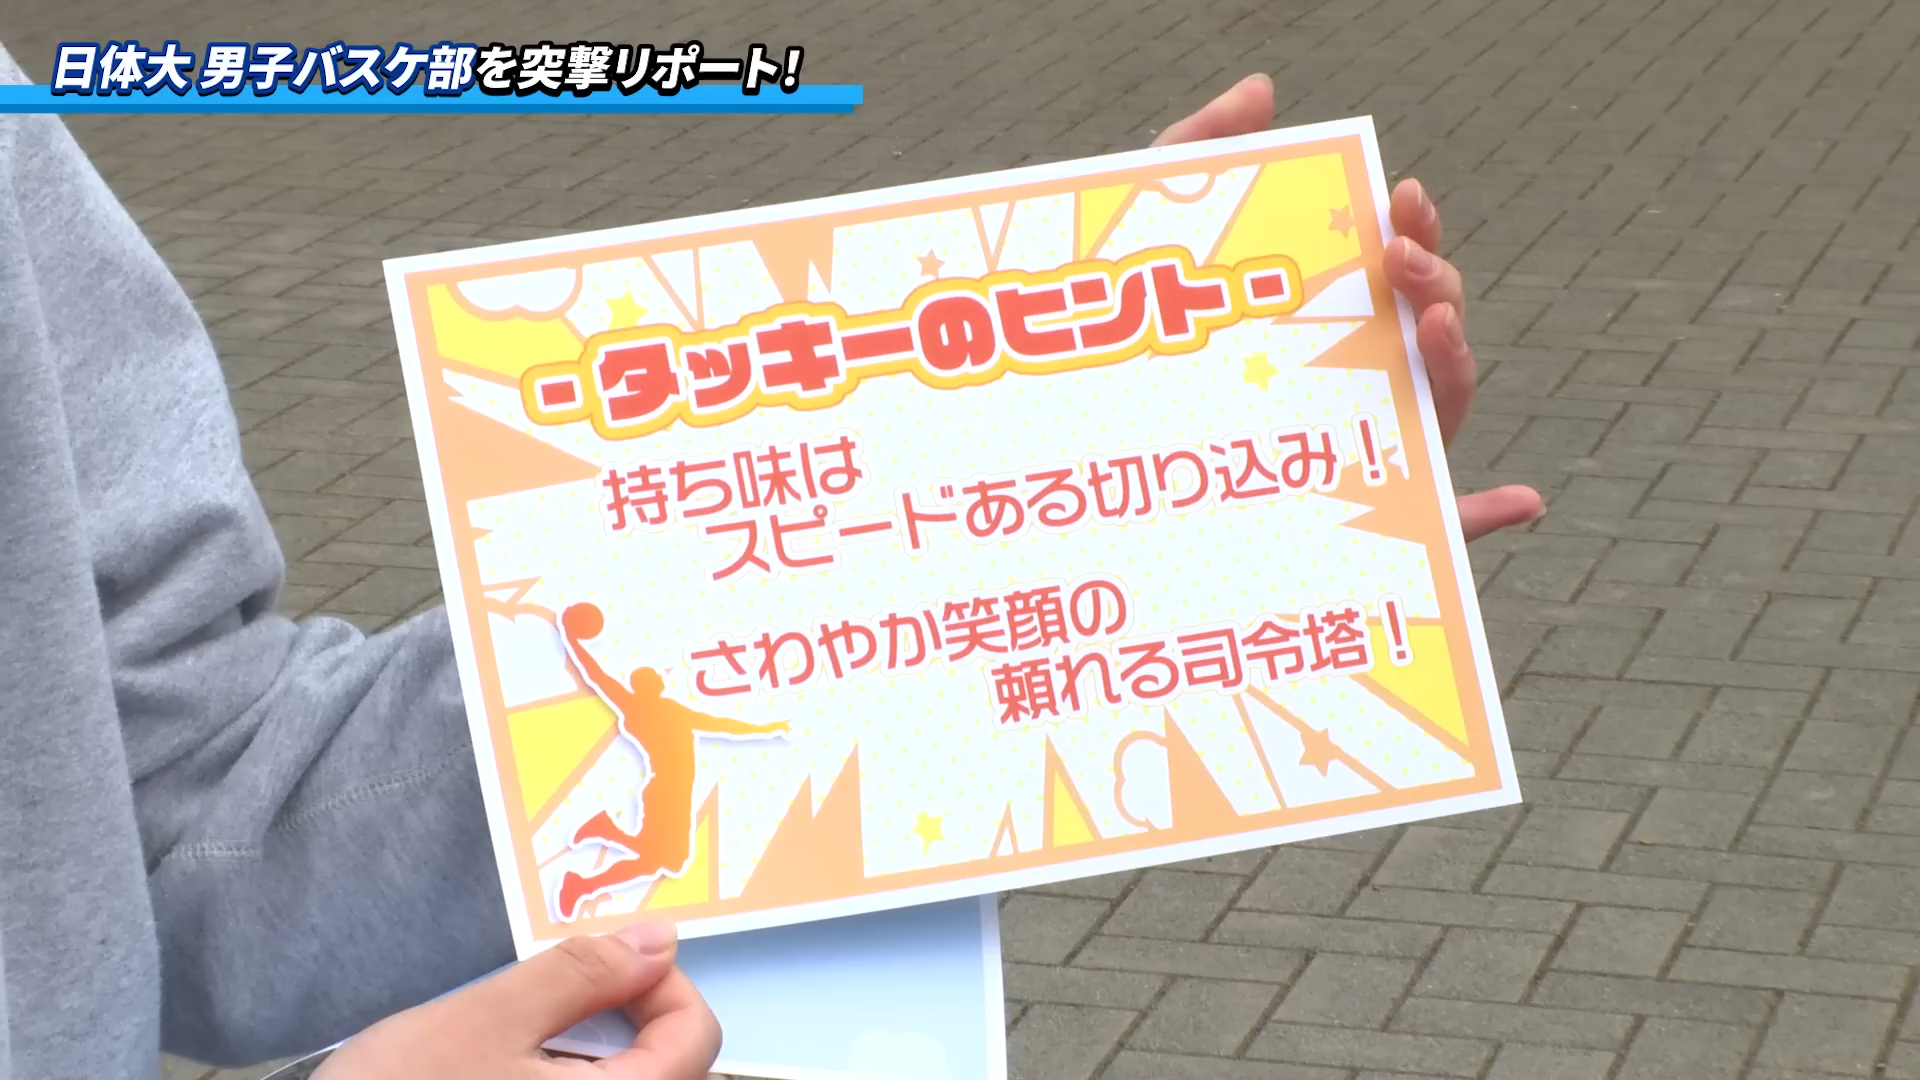 日体大 男子バスケ部を突撃リポート!
- タッキーのヒント -
持ち味は
スピードある切り込み!
さわやか笑顔の
頼れる司令塔!